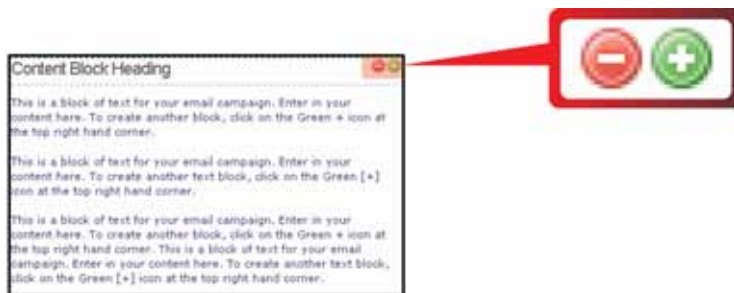 Content Block Heading
This is a block of text for your email campaign. Enter in your
content here. To create another block, click on the Green + icon at
the top right hand corner.
This is a block of text for your email campaign. Enter in your
content here. To create another text block, click on the Green [+]
icon at the top right hand corner.
This is a block of text for your email campaign. Enter in your
content here. To create another block, click on the Green + icon at
the top right hand corner. This is a block of text for your email
campaign. Enter in your content here. To create another text block,
click on the Green [+] icon at the top right hand corner.